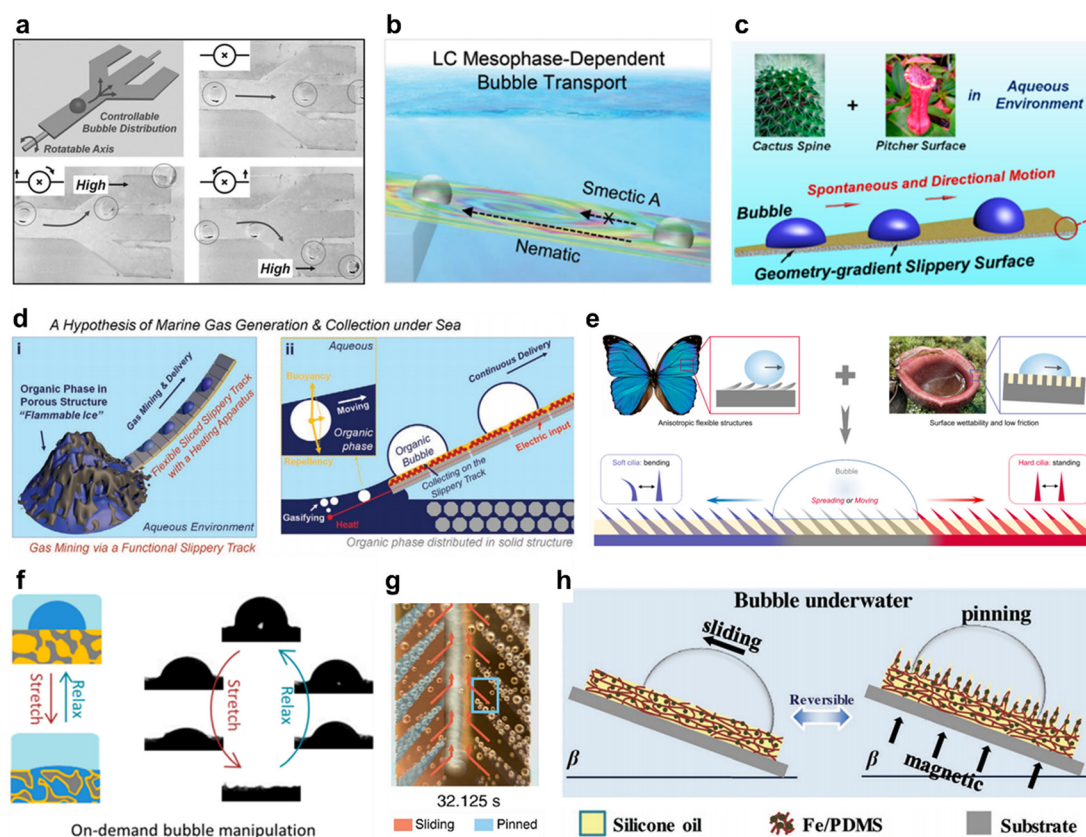 a
Controllable
Bubble Distribution
Rotatable Axis
High
High
b
LC Mesophase-Dependent
Bubble Transport
Smectic A
Nematic
c
Cactus Spine
+
Pitcher Surface
in
Aqueous
Environment
Spontaneous and Directional Motion
Bubble
Geometry-gradient Slippery Surface
d
A Hypothesis of Marine Gas Generation & Collection under Sea
i
Organic Phase in
Porous Structure
"Flammable Ice"
Gas Mining & Delivery
Flexible Sliced Slippery Track
with a Heating Apparatus
Aqueous Environment
Gas Mining via a Functional Slippery Track
ii
Aqueous
Buoyancy
Moving
Organic
phase
Repellency
Continuous Delivery
Organic
Bubble
Electric input
Collecting on the
Slippery Track
Gasifying
Heat!
Organic phase distributed in solid structure
e
Anisotropic flexible structures
Surface wettability and low friction
Soft cilia: bending
Bubble
Spreading or Moving
Hard cilia: standing
f
Stretch
Relax
Stretch
Relax
On-demand bubble manipulation
g
32.125 s
Sliding
Pinned
h
Bubble underwater
sliding
pinning
Reversible
β
β
magnetic
Silicone oil
Fe/PDMS
Substrate